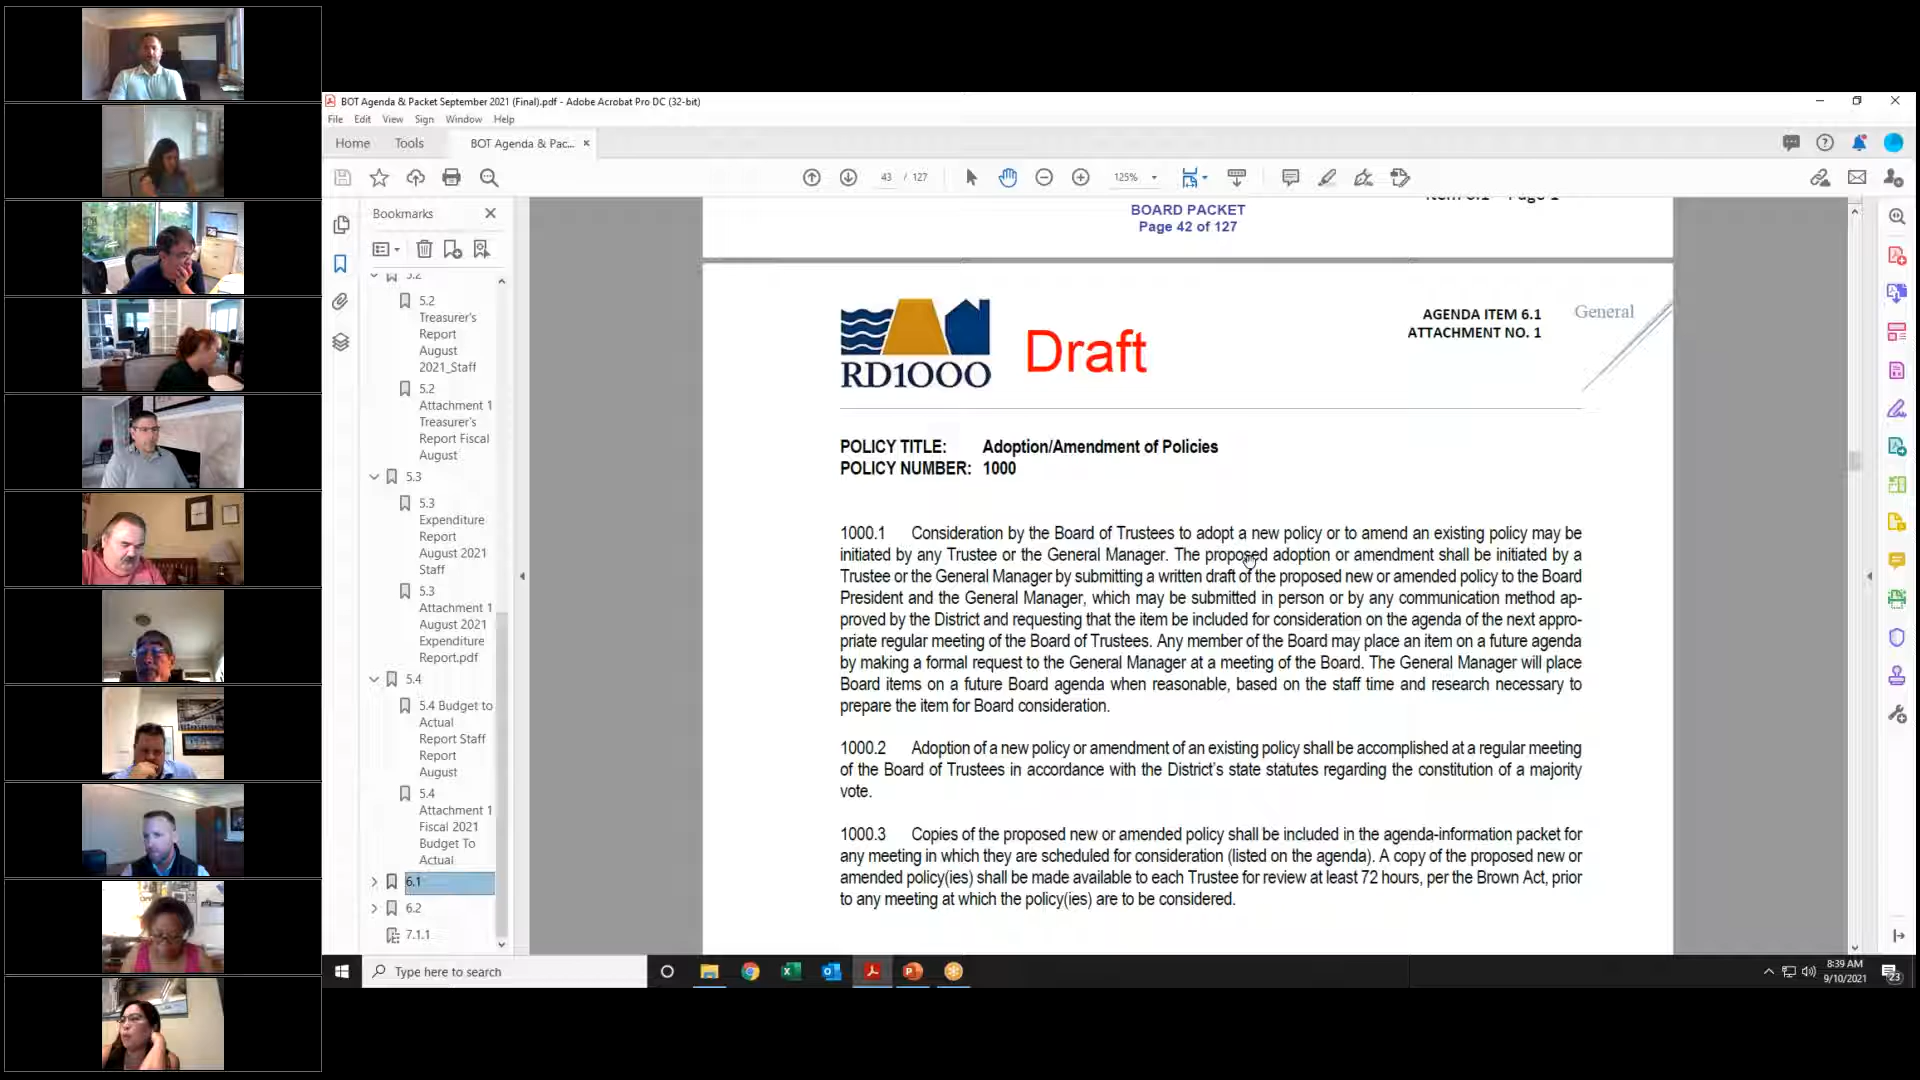 BOT Agenda & Packet September 2021 (Final).pdf - Adobe Acrobat Pro DC (32-bit)
File Edit View Sign Window Help
Home Tools BOT Agenda & Pac... ×
43 / 127 125%
Bookmarks
5.2
5.2
Treasurer's
Report
August
2021_Staff
5.2
Attachment 1
Treasurer's
Report Fiscal
August
5.3
5.3
Expenditure
Report
August 2021
Staff
5.3
Attachment 1
August 2021
Expenditure
Report.pdf
5.4
5.4 Budget to
Actual
Report Staff
Report
August
5.4
Attachment 1
Fiscal 2021
Budget To
Actual
6.1
6.2
7.1.1
Item 6.1 - Page 1
BOARD PACKET
Page 42 of 127
RD1000
Draft
AGENDA ITEM 6.1
ATTACHMENT NO. 1
General
POLICY TITLE: Adoption/Amendment of Policies
POLICY NUMBER: 1000
1000.1 Consideration by the Board of Trustees to adopt a new policy or to amend an existing policy may be
initiated by any Trustee or the General Manager. The proposed adoption or amendment shall be initiated by a
Trustee or the General Manager by submitting a written draft of the proposed new or amended policy to the Board
President and the General Manager, which may be submitted in person or by any communication method ap-
proved by the District and requesting that the item be included for consideration on the agenda of the next appro-
priate regular meeting of the Board of Trustees. Any member of the Board may place an item on a future agenda
by making a formal request to the General Manager at a meeting of the Board. The General Manager will place
Board items on a future Board agenda when reasonable, based on the staff time and research necessary to
prepare the item for Board consideration.
1000.2 Adoption of a new policy or amendment of an existing policy shall be accomplished at a regular meeting
of the Board of Trustees in accordance with the District's state statutes regarding the constitution of a majority
vote.
1000.3 Copies of the proposed new or amended policy shall be included in the agenda-information packet for
any meeting in which they are scheduled for consideration (listed on the agenda). A copy of the proposed new or
amended policy(ies) shall be made available to each Trustee for review at least 72 hours, per the Brown Act, prior
to any meeting at which the policy(ies) are to be considered.
Type here to search
8:39 AM
9/10/2021
23